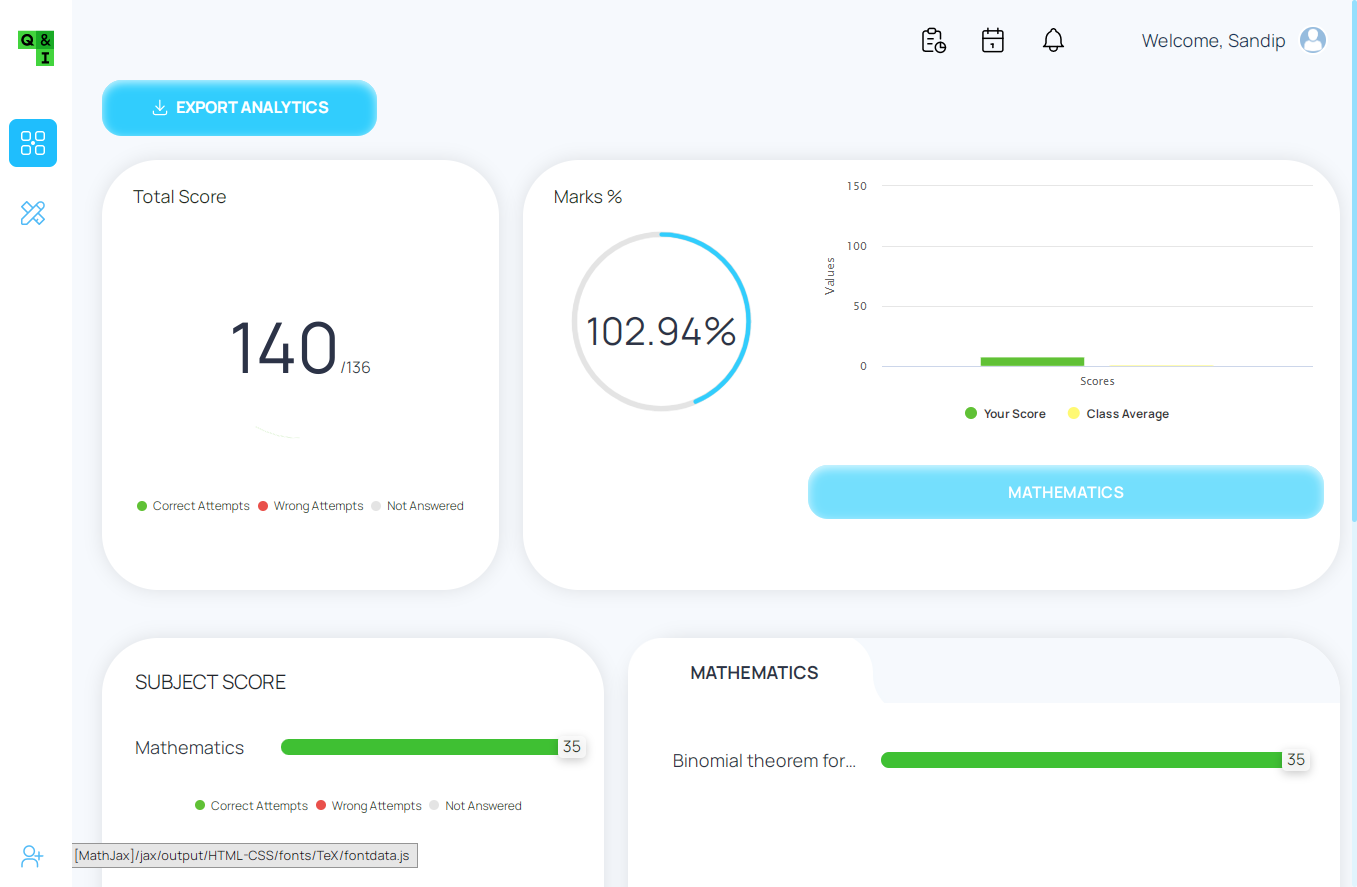 Q &
I
1
Welcome, Sandip
EXPORT ANALYTICS
Total Score
140/136
Correct Attempts Wrong Attempts Not Answered
Marks %
102.94%
150
100
50
0
Values
Scores
Your Score Class Average
MATHEMATICS
SUBJECT SCORE
Mathematics 35
Correct Attempts Wrong Attempts Not Answered
MATHEMATICS
Binomial theorem for... 35
[MathJax]/jax/output/HTML-CSS/fonts/TeX/fontdata.js